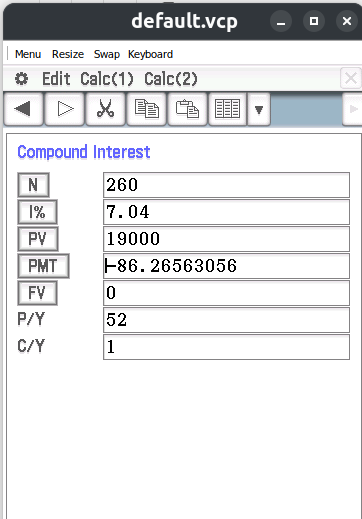 default.vcp
Menu Resize Swap Keyboard
Edit Calc(1) Calc(2)
Compound Interest
N 260
I% 7.04
PV 19000
PMT -86.26563056
FV 0
P/Y 52
C/Y 1